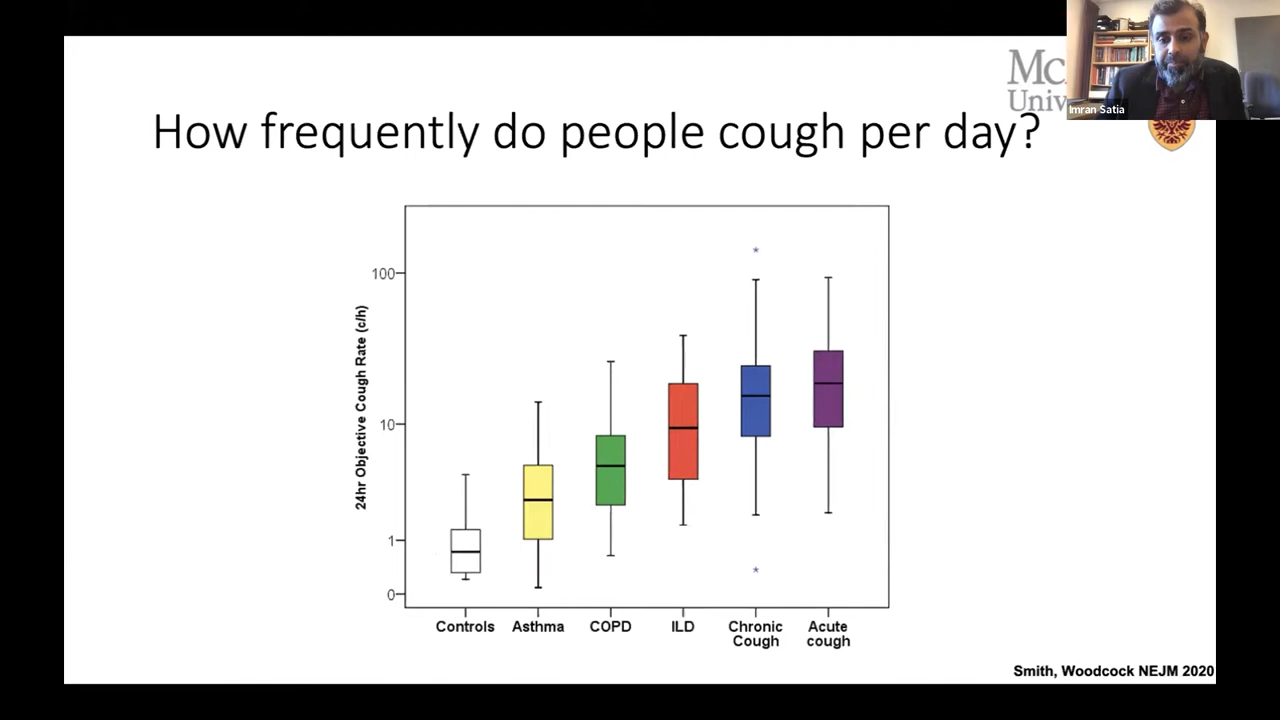 How frequently do people cough per day?
Imran Satia
24hr Objective Cough Rate (c/h)
100
10
1
0
Controls
Asthma
COPD
ILD
Chronic
Cough
Acute
cough
Smith, Woodcock NEJM 2020